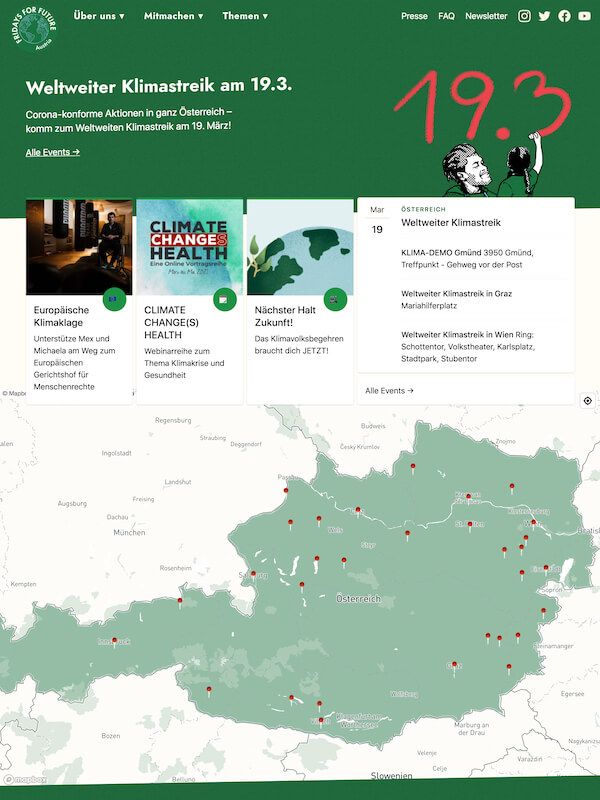 FRIDAYS FOR FUTURE
Austria
Über uns ▾ Mitmachen ▾ Themen ▾
Presse FAQ Newsletter
Weltweiter Klimastreik am 19.3.
Corona-konforme Aktionen in ganz Österreich –
komm zum Weltweiten Klimastreik am 19. März!
Alle Events →
19.3
CLIMATE
CHANGES
HEALTH
Eine Online Vortragsreihe
Europäische
Klimaklage
Unterstütze Mex und
Michaela am Weg zum
Europäischen
Gerichtshof für
Menschenrechte
CLIMATE
CHANGE(S)
HEALTH
Webinarreihe zum
Thema Klimakrise und
Gesundheit
Nächster Halt
Zukunft!
Das Klimavolksbegehren
braucht dich JETZT!
Mar
19
ÖSTERREICH
Weltweiter Klimastreik
KLIMA-DEMO Gmünd 3950 Gmünd,
Treffpunkt - Gehweg vor der Post
Weltweiter Klimastreik in Graz
Mariahilferplatz
Weltweiter Klimastreik in Wien Ring:
Schottentor, Volkstheater, Karlsplatz,
Stadtpark, Stubentor
Alle Events →
Regensburg
Straubing
Deggendorf
Ingolstadt
Budweis
Český Krumlov
Znojmo
Landshut
Passau
Augsburg
Freising
Dachau
München
Klosterneuburg
Wels
Steyr
Kempten
Rosenheim
Salzburg
Sopron
Österreich
Innsbruck
Steinamanger
Graz
Wolfsberg
Egersee
Villach
Klagenfurt am
Wörthersee
Bozen
Marburg an
der Drau
Velenje
Celje
Varaždin
Nagykanizsa
Belluno
Slowenien
mapbox